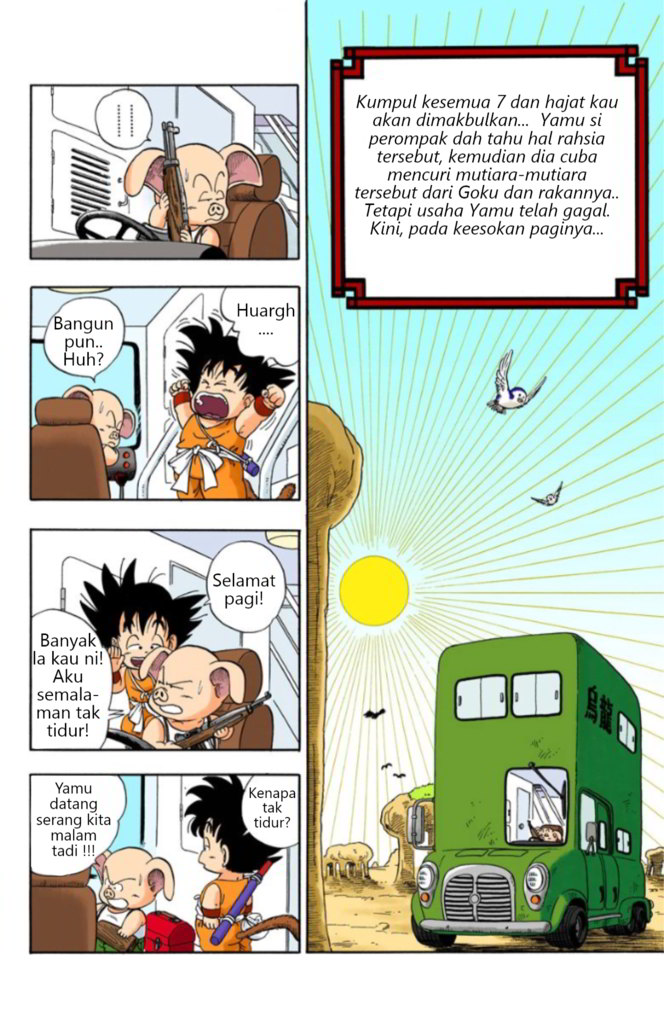 Kumpul kesemua 7 dan hajat kau
akan dimakbulkan... Yamu si
perompak dah tahu hal rahsia
tersebut, kemudian dia cuba
mencuri mutiara-mutiara
tersebut dari Goku dan rakannya..
Tetapi usaha Yamu telah gagal.
Kini, pada keesokan paginya...
Huargh
....
Bangun
pun..
Huh?
Selamat
pagi!
Banyak
la kau ni!
Aku
semala-
man tak
tidur!
Kenapa
tak
tidur?
Yamu
datang
serang kita
malam
tadi !!!